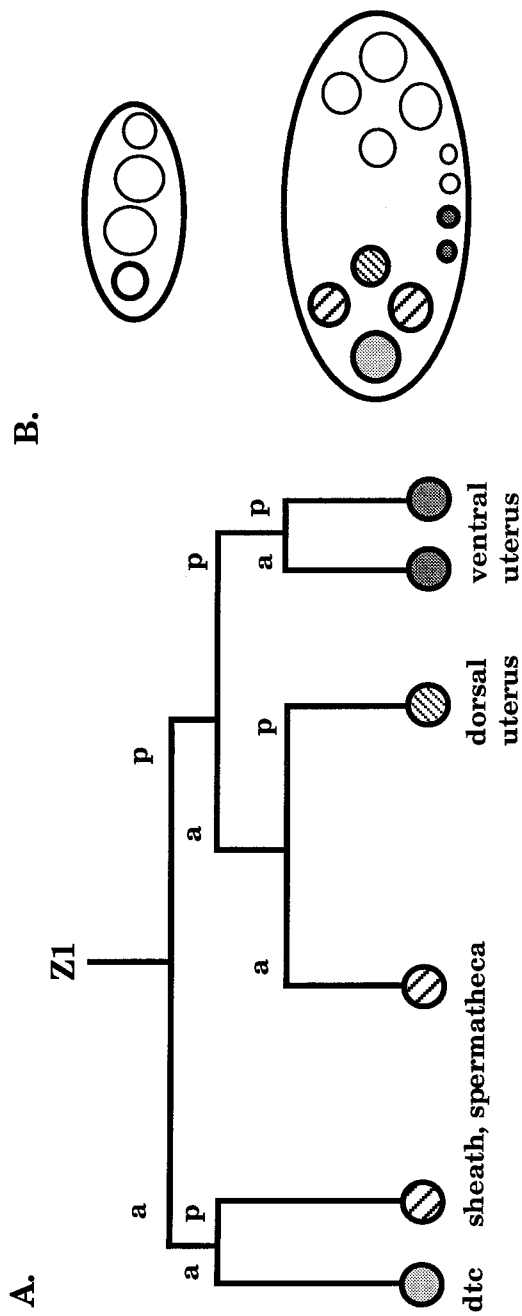 A.
Z1
a
p
a
p
a
p
a
p
a
p
dtc
sheath, spermatheca
dorsal
uterus
ventral
uterus
B.